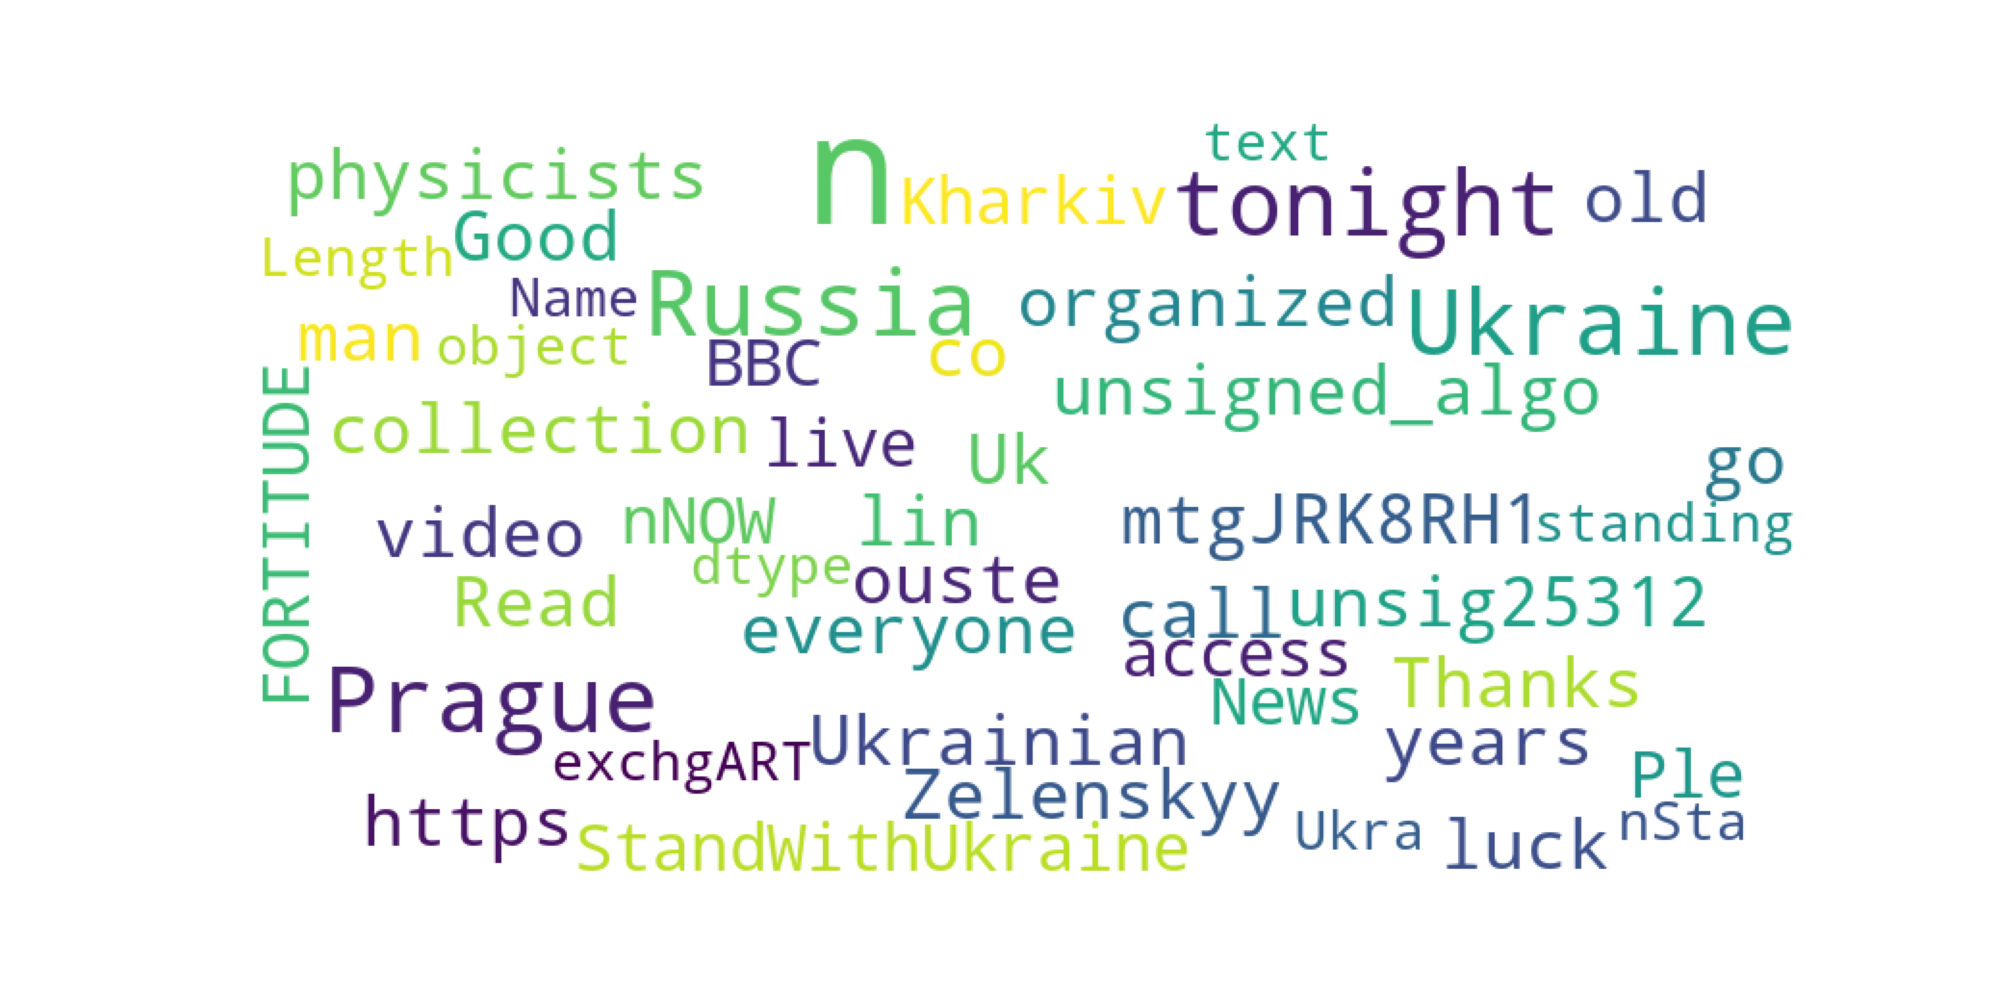 text
physicists
n
Kharkiv
tonight
old
Good
Length
Name
Russia
organized
Ukraine
man
object
BBC
co
unsigned_algo
FORTITUDE
collection
live
Uk
go
video
nNOW
lin
mtgJRK8RH1
standing
dtype
ouste
Read
everyone
call
unsig25312
access
Prague
News
Thanks
exchgART
Ukrainian
years
Ple
https
Zelenskyy
StandWithUkraine
Ukra
luck
nSta